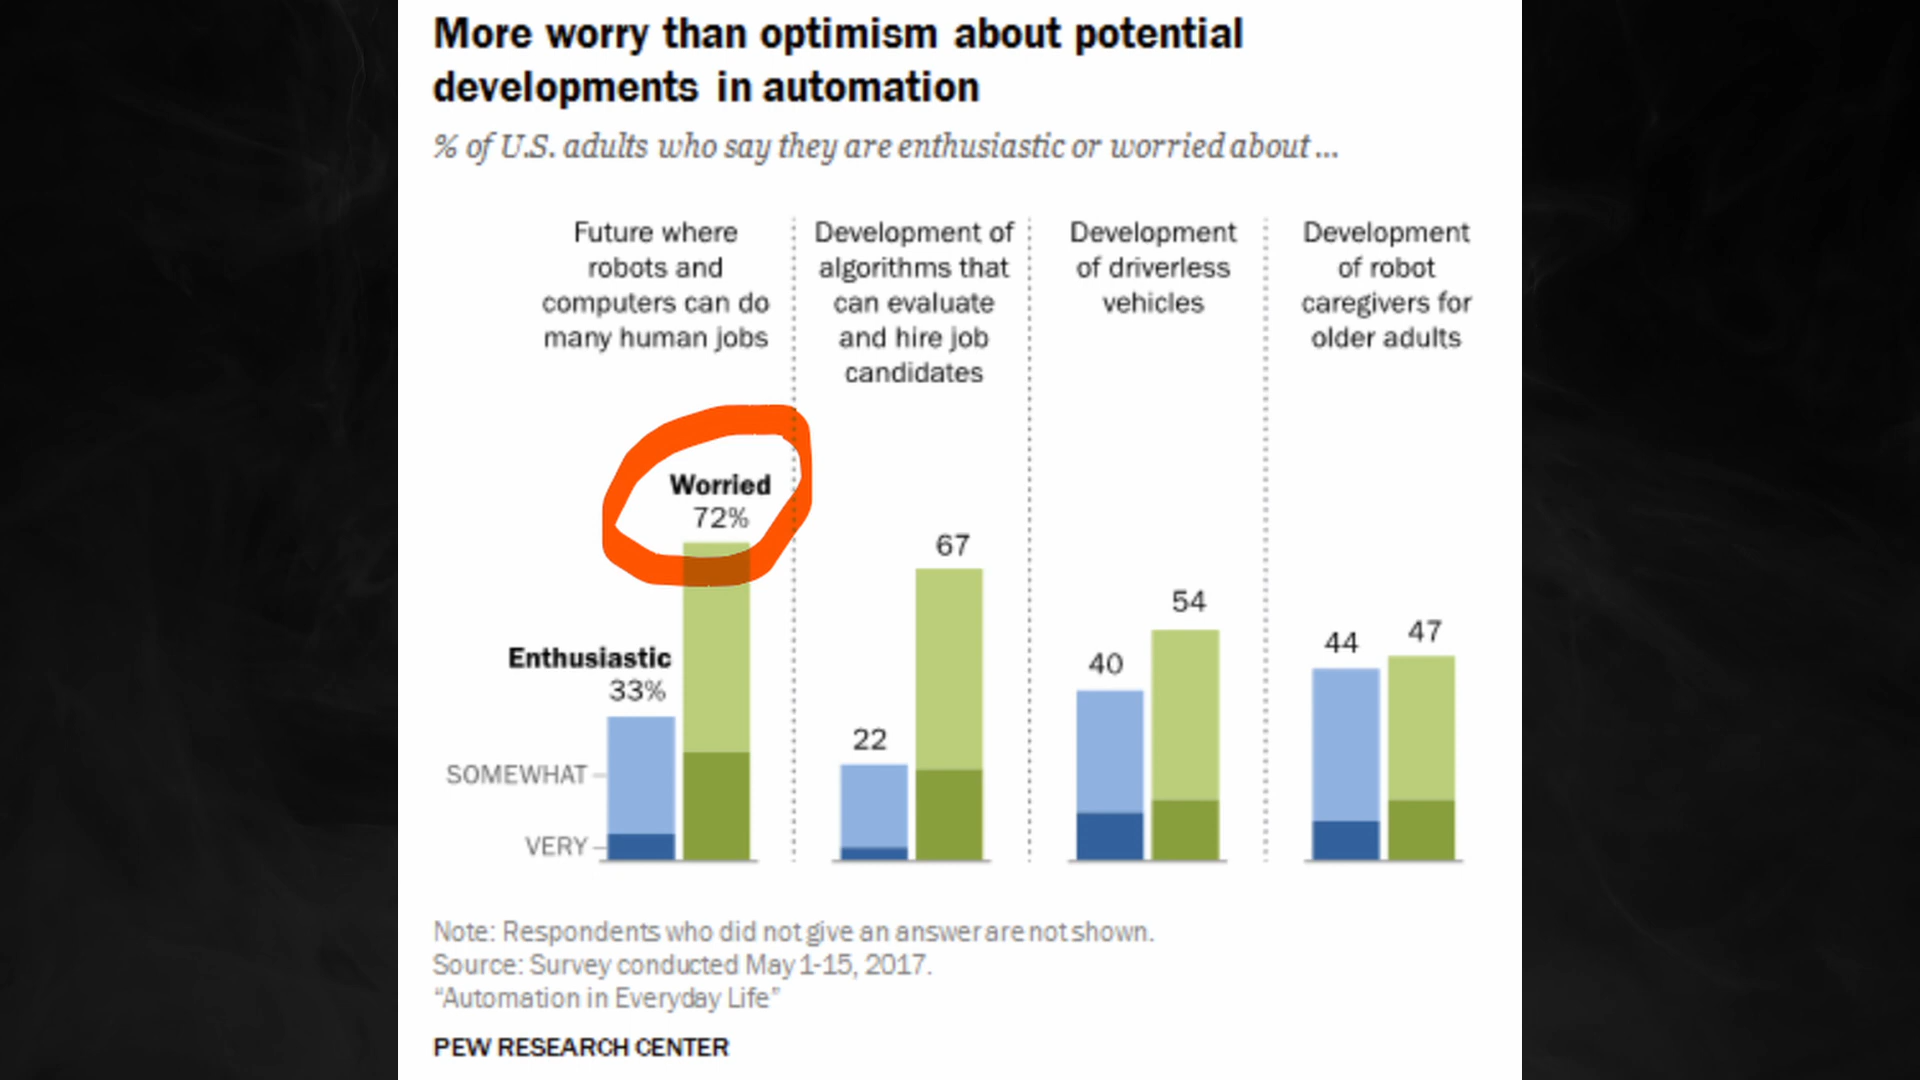 More worry than optimism about potential
developments in automation
% of U.S. adults who say they are enthusiastic or worried about ...
Future where
robots and
computers can do
many human jobs
Development of
algorithms that
can evaluate
and hire job
candidates
Development
of driverless
vehicles
Development
of robot
caregivers for
older adults
Worried
72%
67
54
47
44
40
Enthusiastic
33%
22
SOMEWHAT
VERY
Note: Respondents who did not give an answer are not shown.
Source: Survey conducted May 1-15, 2017.
“Automation in Everyday Life”
PEW RESEARCH CENTER